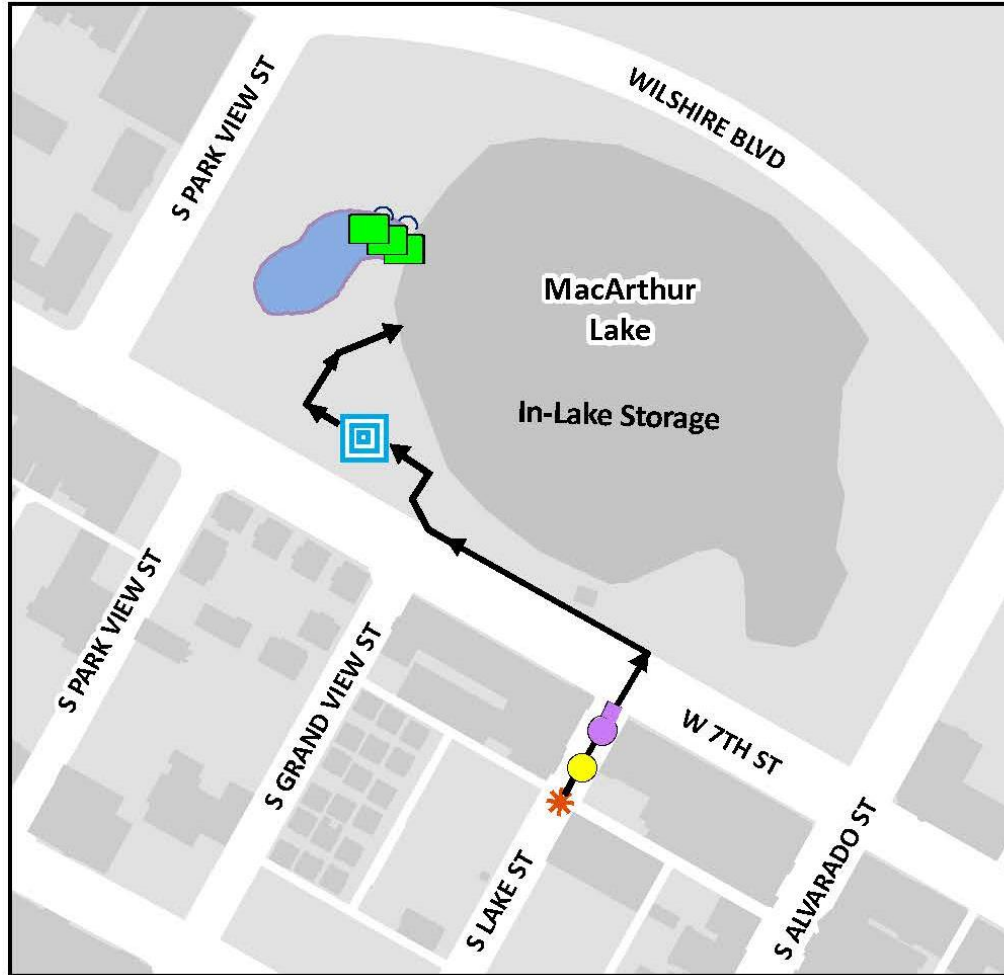 WILSHIRE BLVD
S PARK VIEW ST
MacArthur
Lake
In-Lake Storage
S PARK VIEW ST
S GRAND VIEW ST
W 7TH ST
S LAKE ST
S ALVARADO ST